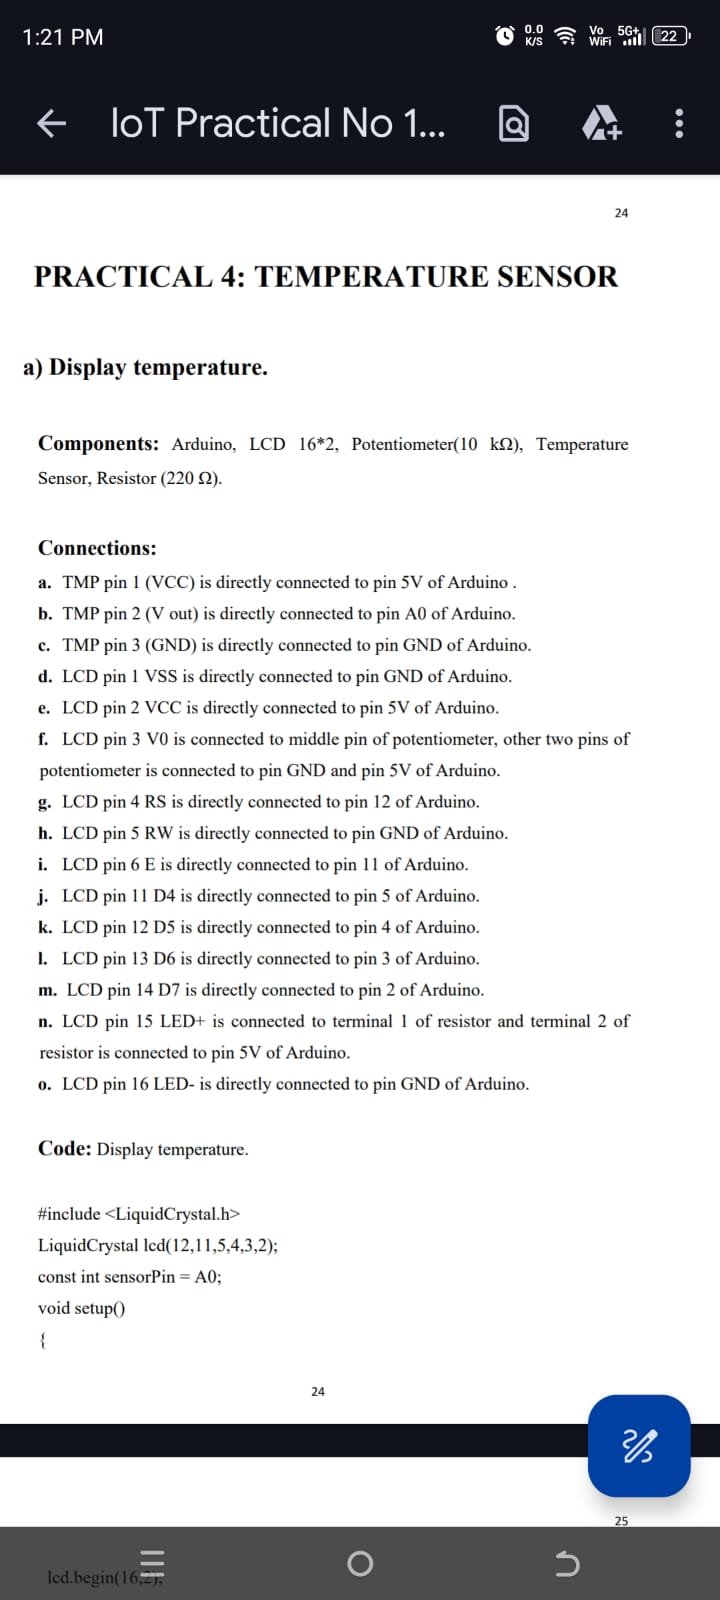 1:21 PM
0.0 K/S
Vo WiFi
5G+
22
IoT Practical No 1...
24
PRACTICAL 4: TEMPERATURE SENSOR
a) Display temperature.
Components: Arduino, LCD 16*2, Potentiometer(10 kΩ), Temperature
Sensor, Resistor (220 Ω).
Connections:
a. TMP pin 1 (VCC) is directly connected to pin 5V of Arduino .
b. TMP pin 2 (V out) is directly connected to pin A0 of Arduino.
c. TMP pin 3 (GND) is directly connected to pin GND of Arduino.
d. LCD pin 1 VSS is directly connected to pin GND of Arduino.
e. LCD pin 2 VCC is directly connected to pin 5V of Arduino.
f. LCD pin 3 V0 is connected to middle pin of potentiometer, other two pins of
potentiometer is connected to pin GND and pin 5V of Arduino.
g. LCD pin 4 RS is directly connected to pin 12 of Arduino.
h. LCD pin 5 RW is directly connected to pin GND of Arduino.
i. LCD pin 6 E is directly connected to pin 11 of Arduino.
j. LCD pin 11 D4 is directly connected to pin 5 of Arduino.
k. LCD pin 12 D5 is directly connected to pin 4 of Arduino.
l. LCD pin 13 D6 is directly connected to pin 3 of Arduino.
m. LCD pin 14 D7 is directly connected to pin 2 of Arduino.
n. LCD pin 15 LED+ is connected to terminal 1 of resistor and terminal 2 of
resistor is connected to pin 5V of Arduino.
o. LCD pin 16 LED- is directly connected to pin GND of Arduino.
Code: Display temperature.
#include <LiquidCrystal.h>
LiquidCrystal lcd(12,11,5,4,3,2);
const int sensorPin = A0;
void setup()
{
24
25
lcd.begin(16,2);